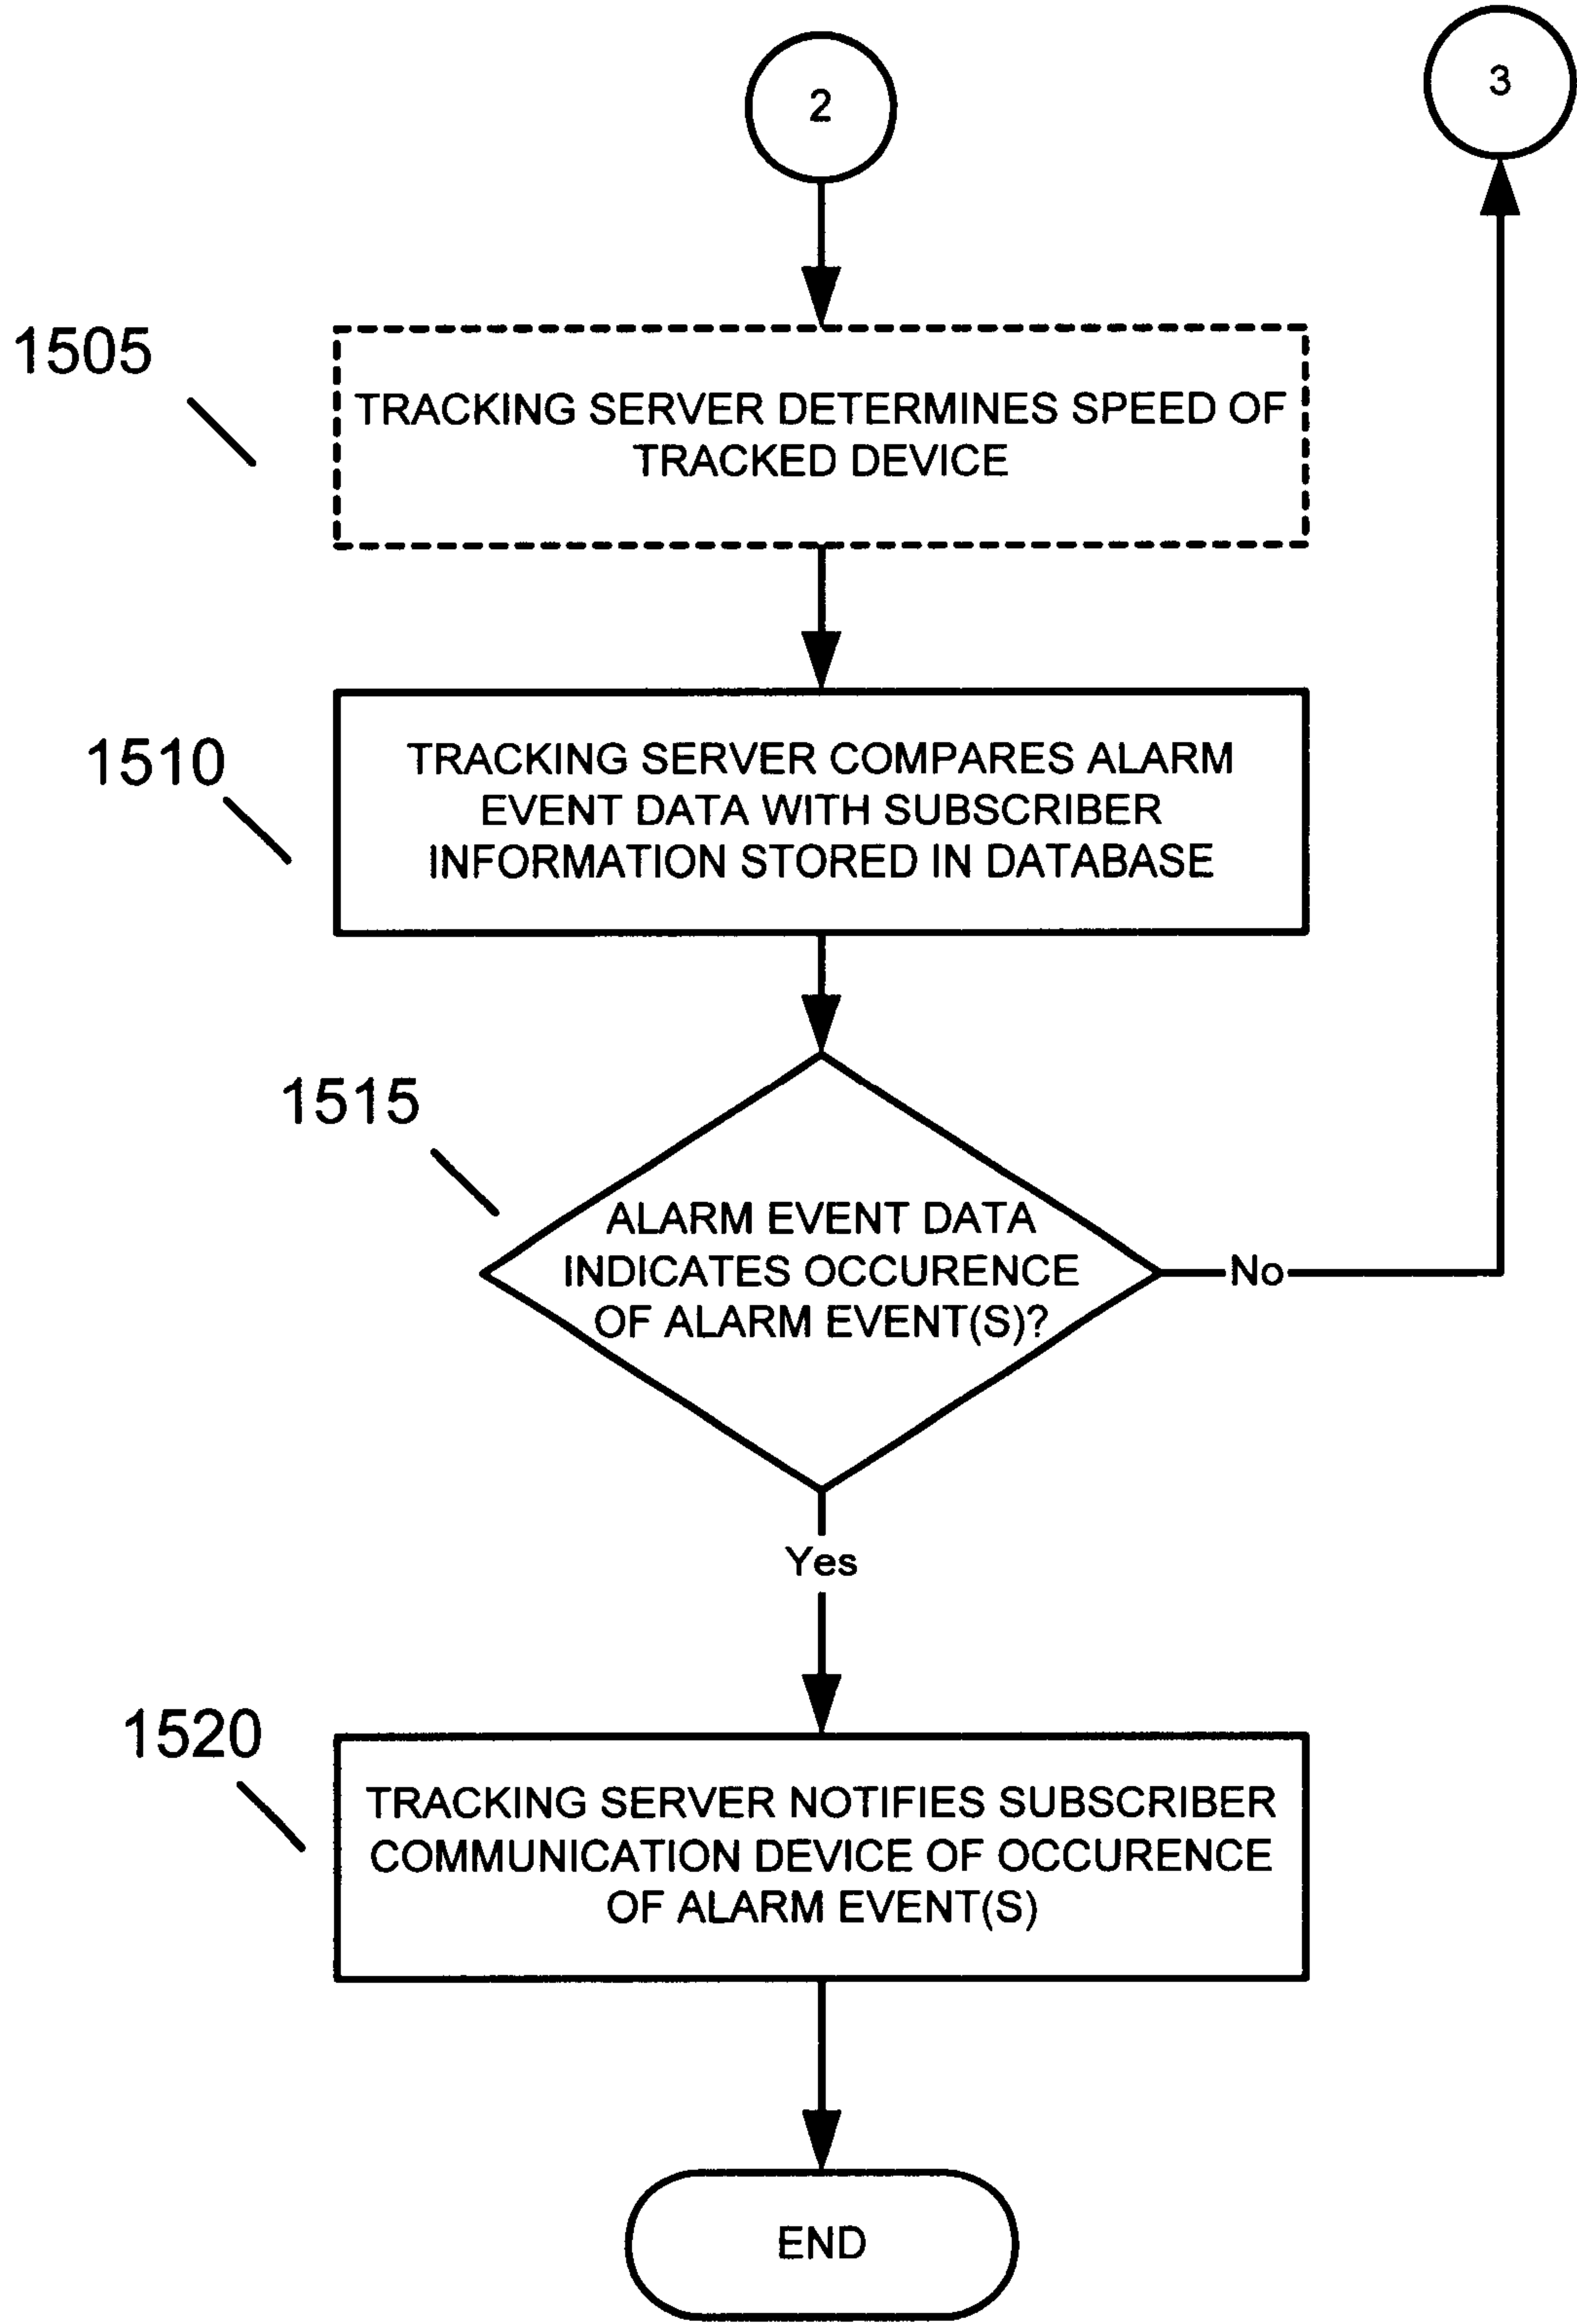 2
3
1505
TRACKING SERVER DETERMINES SPEED OF
TRACKED DEVICE
1510
TRACKING SERVER COMPARES ALARM
EVENT DATA WITH SUBSCRIBER
INFORMATION STORED IN DATABASE
1515
ALARM EVENT DATA
INDICATES OCCURENCE
OF ALARM EVENT(S)?
No
Yes
1520
TRACKING SERVER NOTIFIES SUBSCRIBER
COMMUNICATION DEVICE OF OCCURENCE
OF ALARM EVENT(S)
END